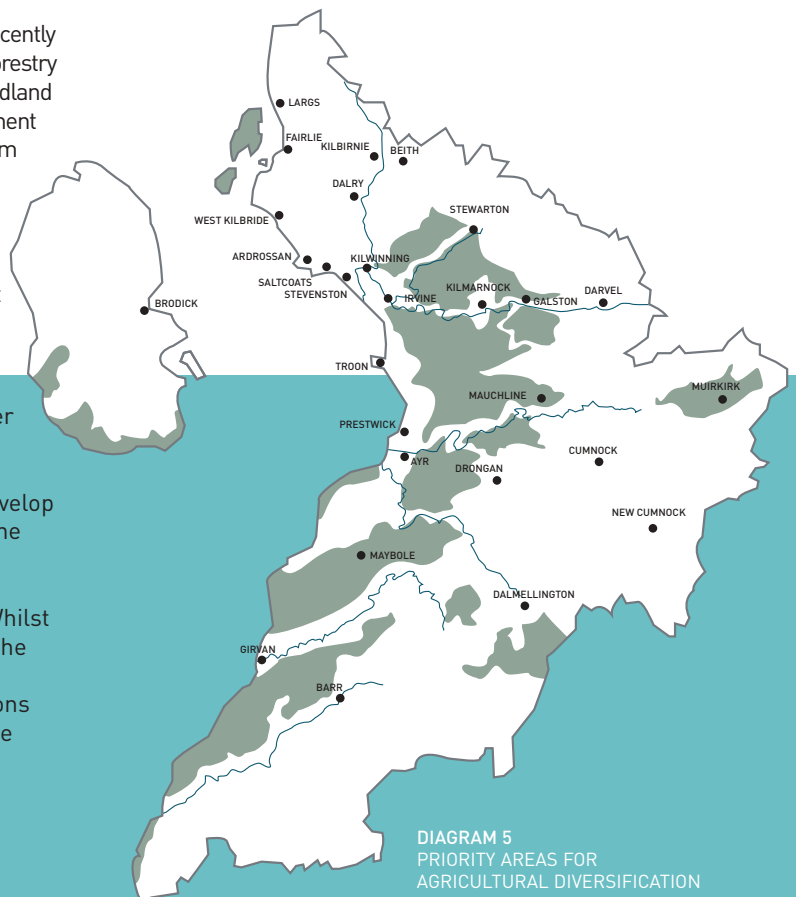 cently
orestry
dland
ment
m
er
velop
he
Whilst
he
ons
e
LARGS
FAIRLIE
KILBIRNIE
BEITH
DALRY
WEST KILBRIDE
STEWARTON
ARDROSSAN
KILWINNING
SALTCOATS
STEVENSTON
IRVINE
KILMARNOCK
GALSTON
DARVEL
BRODICK
TROON
MUIRKIRK
MAUCHLINE
PRESTWICK
AYR
DRONGAN
CUMNOCK
NEW CUMNOCK
MAYBOLE
DALMELLINGTON
GIRVAN
BARR
DIAGRAM 5
PRIORITY AREAS FOR
AGRICULTURAL DIVERSIFICATION